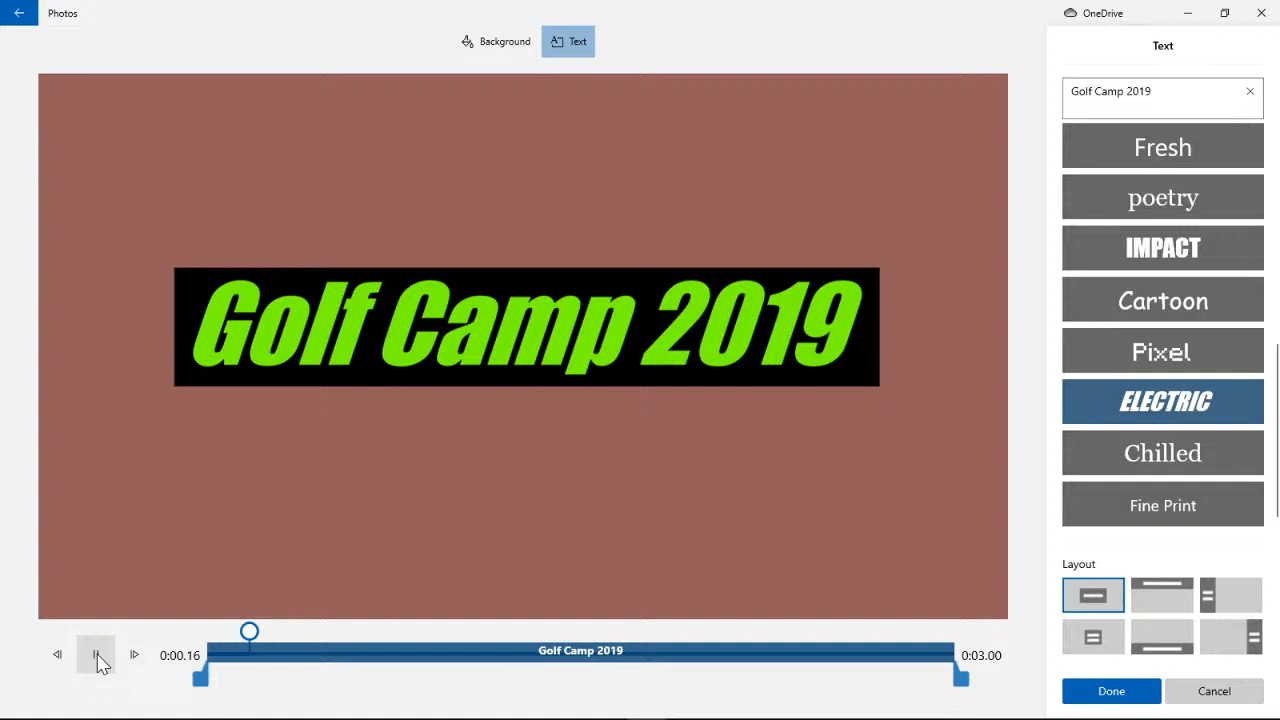 Photos
OneDrive
Background
Text
Text
Golf Camp 2019
Fresh
poetry
IMPACT
Cartoon
Pixel
ELECTRIC
Chilled
Fine Print
Layout
Golf Camp 2019
0:00.16
Golf Camp 2019
0:03.00
Done
Cancel